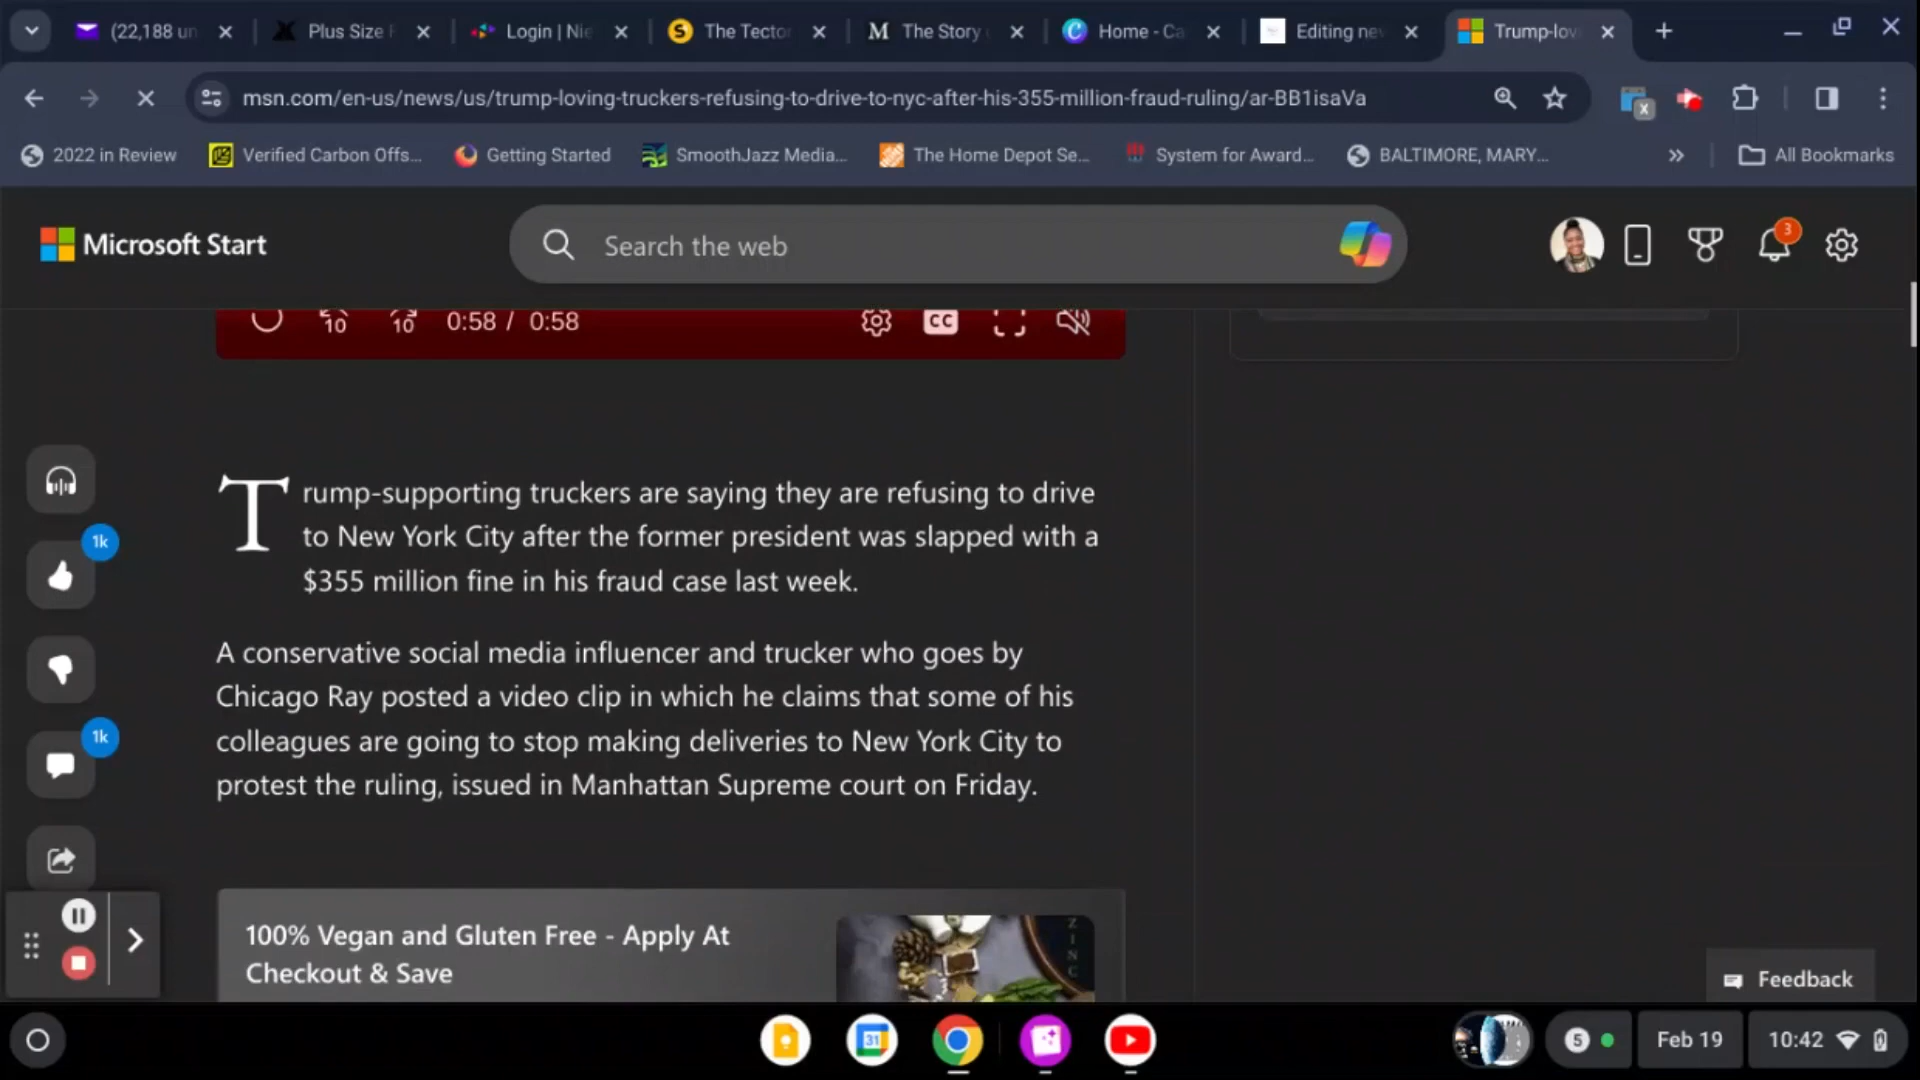 (22,188 un
Plus Size F
Login | Nie
The Tector
The Story
Home - Ca
Editing nev
Trump-lovi
msn.com/en-us/news/us/trump-loving-truckers-refusing-to-drive-to-nyc-after-his-355-million-fraud-ruling/ar-BB1isaVa
2022 in Review
Verified Carbon Offs...
Getting Started
SmoothJazz Media...
The Home Depot Se...
System for Award...
BALTIMORE, MARY...
All Bookmarks
Microsoft Start
Search the web
3
10
10
0:58 / 0:58
CC
Trump-supporting truckers are saying they are refusing to drive
to New York City after the former president was slapped with a
$355 million fine in his fraud case last week.
1k
A conservative social media influencer and trucker who goes by
Chicago Ray posted a video clip in which he claims that some of his
colleagues are going to stop making deliveries to New York City to
protest the ruling, issued in Manhattan Supreme court on Friday.
1k
100% Vegan and Gluten Free - Apply At
Checkout & Save
ZINC
Feedback
31
5
Feb 19
10:42